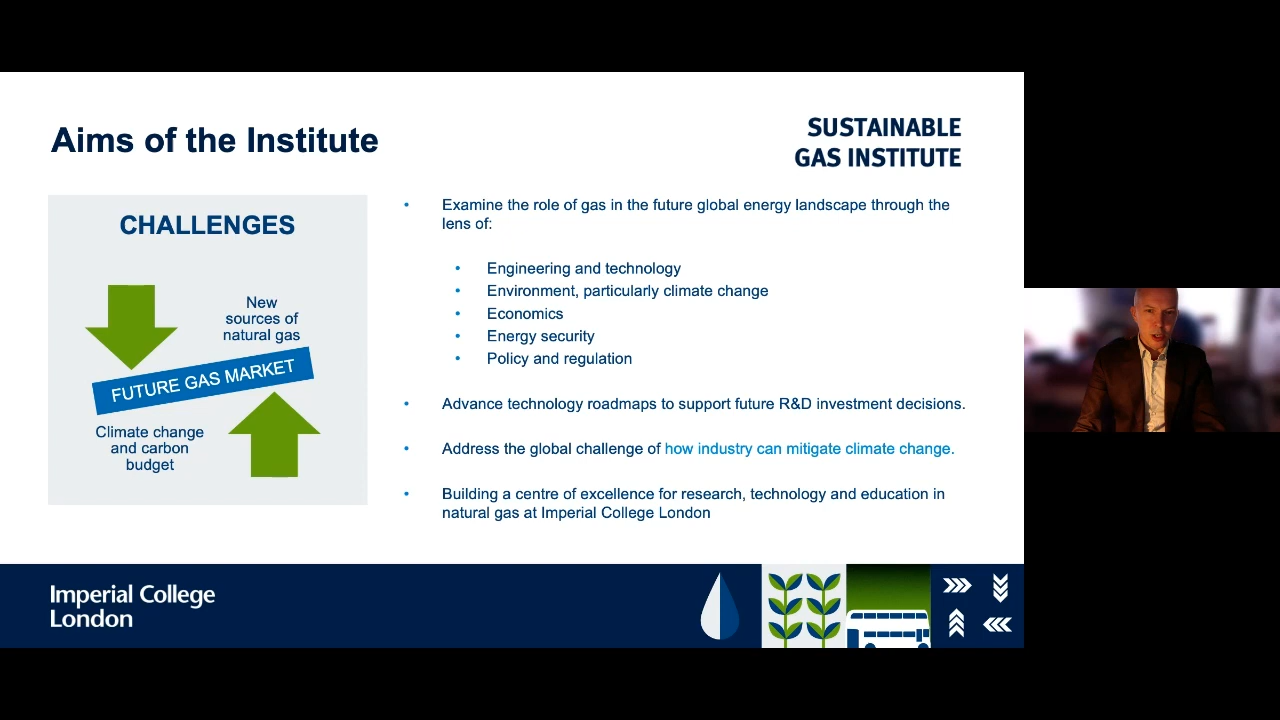 Aims of the Institute
SUSTAINABLE
GAS INSTITUTE
CHALLENGES
New
sources of
natural gas
FUTURE GAS MARKET
Climate change
and carbon
budget
• Examine the role of gas in the future global energy landscape through the
lens of:
• Engineering and technology
• Environment, particularly climate change
• Economics
• Energy security
• Policy and regulation
• Advance technology roadmaps to support future R&D investment decisions.
• Address the global challenge of how industry can mitigate climate change.
• Building a centre of excellence for research, technology and education in
natural gas at Imperial College London
Imperial College
London